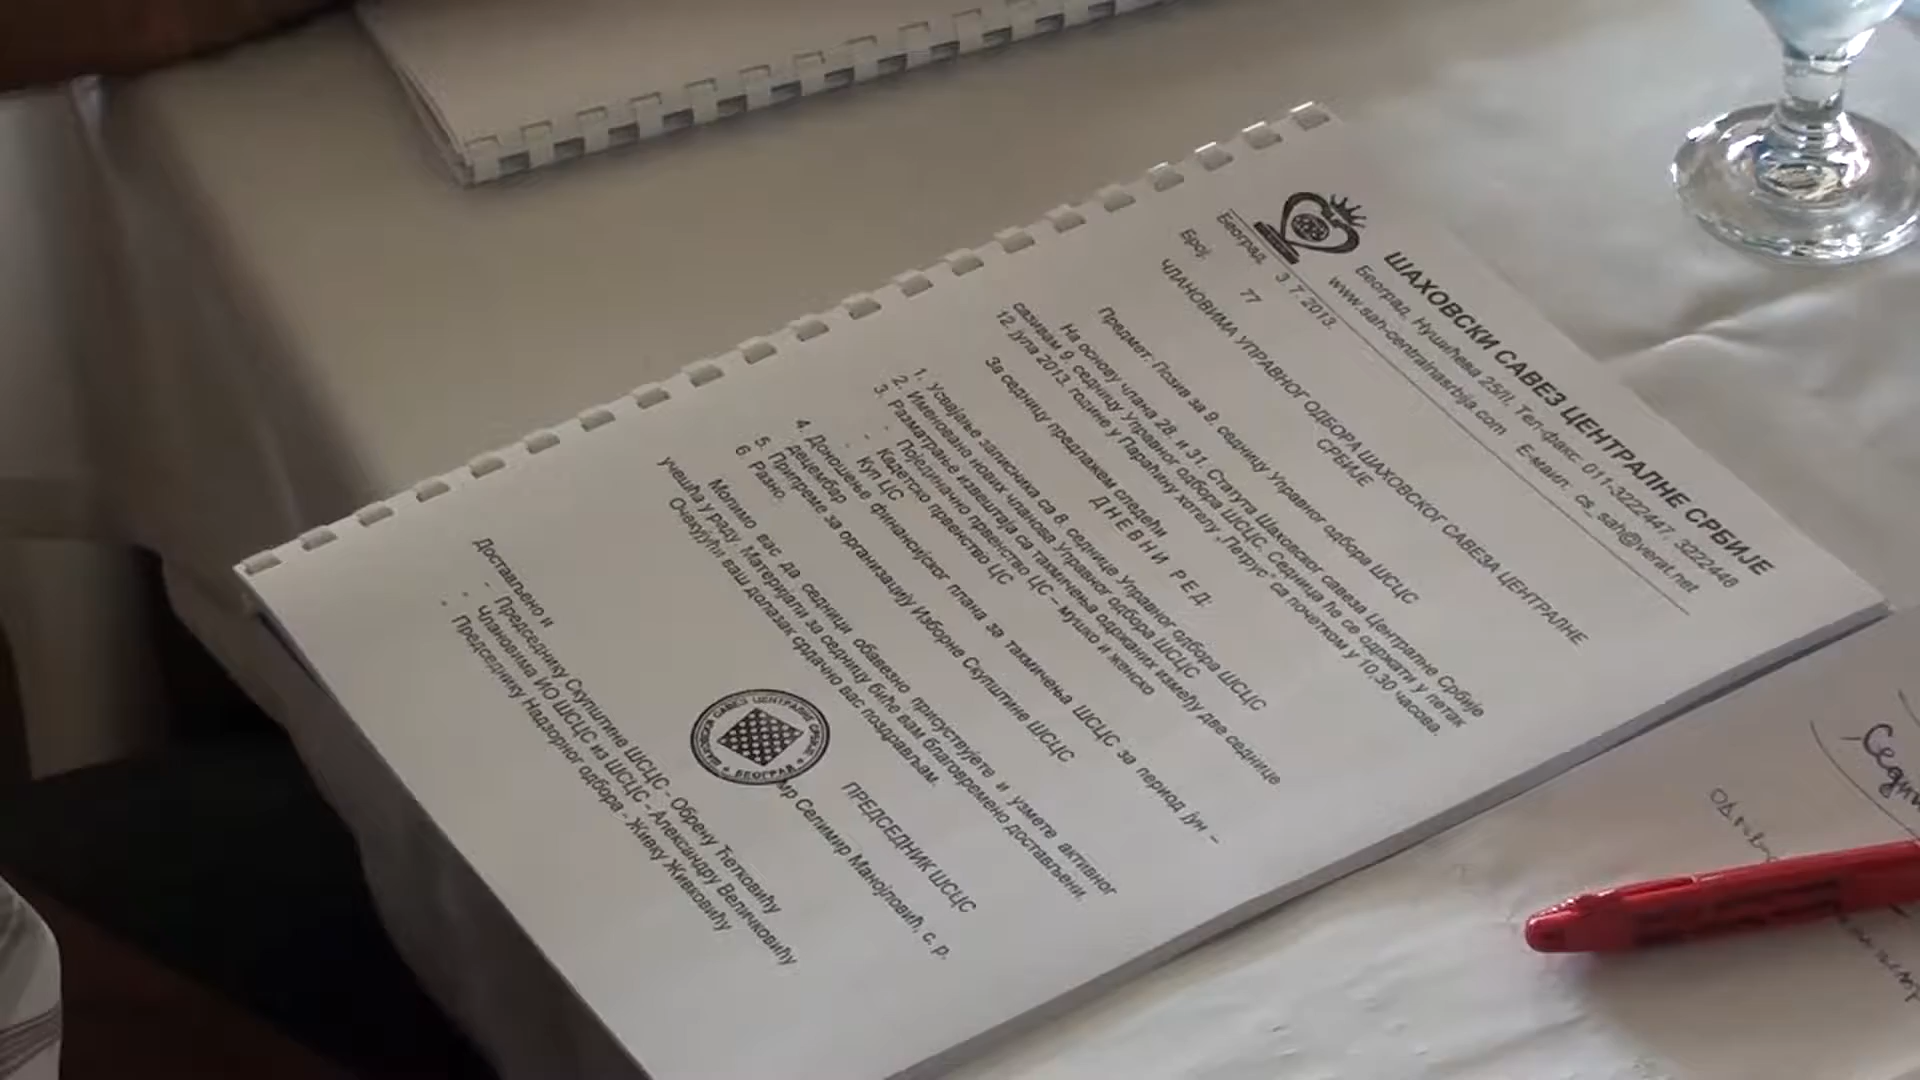 ШАХОВСКИ САВЕЗ ЦЕНТРАЛНЕ СРБИЈЕ
Београд, Нушићева 25/II, Тел-факс. 011-3222447, 3222448
www.sah-centralnasrbija.com Е-маил. cs_sah@verat.net
Београд, 3. 7. 2013.
Број. 77
ЧЛАНОВИМА УПРАВНОГ ОДБОРА ШАХОВСКОГ САВЕЗА ЦЕНТРАЛНЕ
СРБИЈЕ
Предмет: Позив за 9. седницу Управног одбора ШСЦС
На основу члана 28. и 31. Статута Шаховског савеза Централне Србије
сазивам 9. седницу Управног одбора ШСЦС. Седница ће се одржати у петак
12. јула 2013. године у Параћину хотелу „Петрус“ са почетком у 10,30 часова.
За седницу предлажем следећи
ДНЕВНИ РЕД:
1. Усвајање записника са 8. седнице Управног одбора ШСЦС
2. Именовано нових чланова Управног одбора ШСЦС
3. Разматрање извештаја са такмичења одржаних између две седнице
- Појединачно првенство ЦС– мушко и женско
- Кадетско првенство ЦС
- Куп ЦС
4. Доношење финансијског плана за такмичења ШСЦС за период јун –
децембар
5. Припреме за организацију Изборне Скупштине ШСЦС
6. Разно.
Молимо вас да седници обавезно присуствујете и узмете активног
учешћа у раду. Материјали за седницу биће вам благовремено достављени.
Очекујући ваш долазак срдачно вас поздрављам.
ПРЕДСЕДНИК ШСЦС
мр Селимир Манојловић, с. р.
ШАХОВСКИ САВЕЗ ЦЕНТРАЛНЕ СРБИЈЕ
БЕОГРАД
Достављено и
- Председнику Скупштине ШСЦС - Обрену Ћетковићу
- Члановима ИО ШСЦС из ШСЦС - Александру Величковићу
- Председнику Надзорног одбора - Живку Живковићу